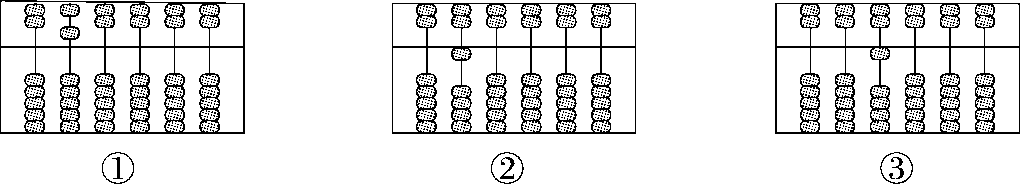 ① ② ③